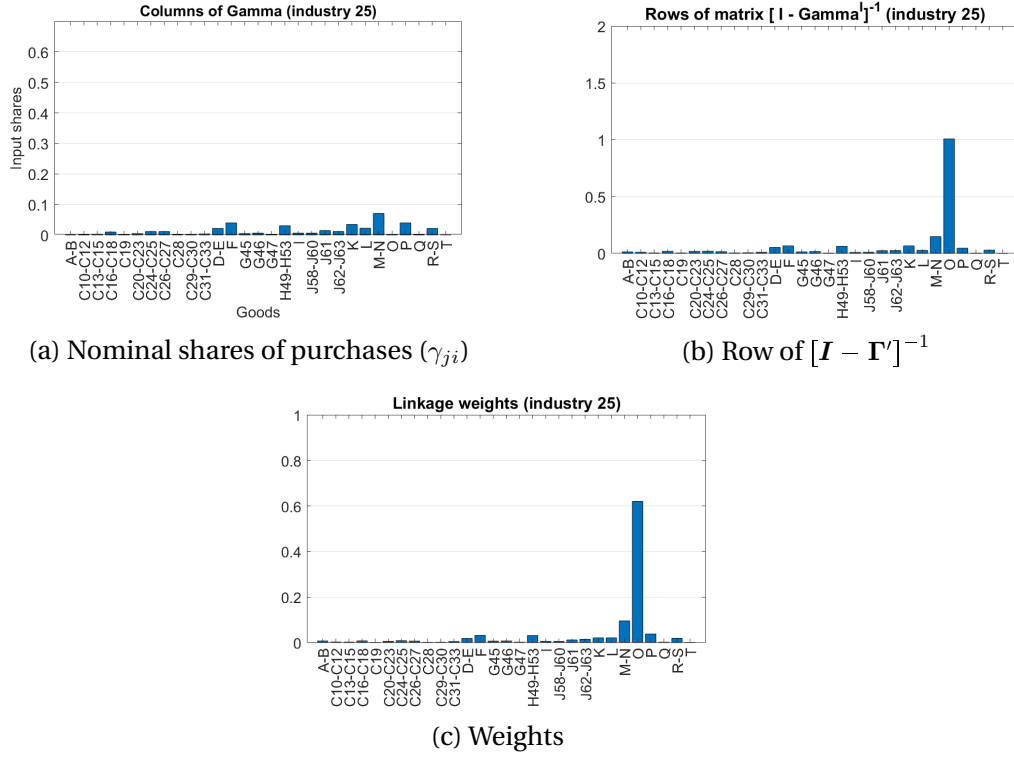 Columns of Gamma (industry 25)
Input shares
0.6
0.5
0.4
0.3
0.2
0.1
0
A-B
C10-C12
C13-C15
C16-C18
C19
C20-C23
C24-C25
C26-C27
C28
C29-C30
C31-C33
D-E
F
G45
G46
G47
H49-H53
I
J58-J60
J61
J62-J63
K
L
M-N
O
P
Q
R-S
T
Goods
(a) Nominal shares of purchases (γji)
Rows of matrix [ I - Gamma^I]^-1 (industry 25)
2
1.5
1
0.5
0
A-B
C10-C12
C13-C15
C16-C18
C19
C20-C23
C24-C25
C26-C27
C28
C29-C30
C31-C33
D-E
F
G45
G46
G47
H49-H53
I
J58-J60
J61
J62-J63
K
L
M-N
O
P
Q
R-S
T
(b) Row of [I − Γ′]⁻¹
Linkage weights (industry 25)
1
0.8
0.6
0.4
0.2
0
A-B
C10-C12
C13-C15
C16-C18
C19
C20-C23
C24-C25
C26-C27
C28
C29-C30
C31-C33
D-E
F
G45
G46
G47
H49-H53
I
J58-J60
J61
J62-J63
K
L
M-N
O
P
Q
R-S
T
(c) Weights